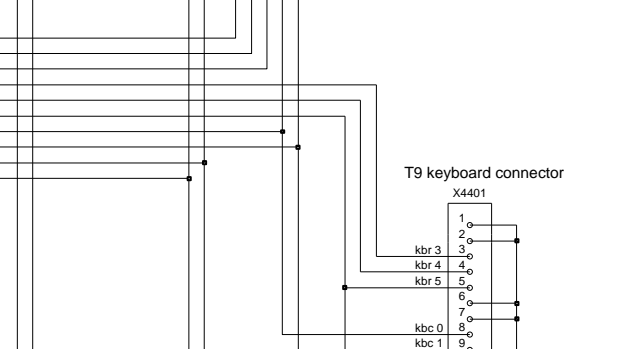 T9 keyboard connector
X4401
1
2
kbr 3 3
kbr 4 4
kbr 5 5
6
7
kbc 0 8
kbc 1 9